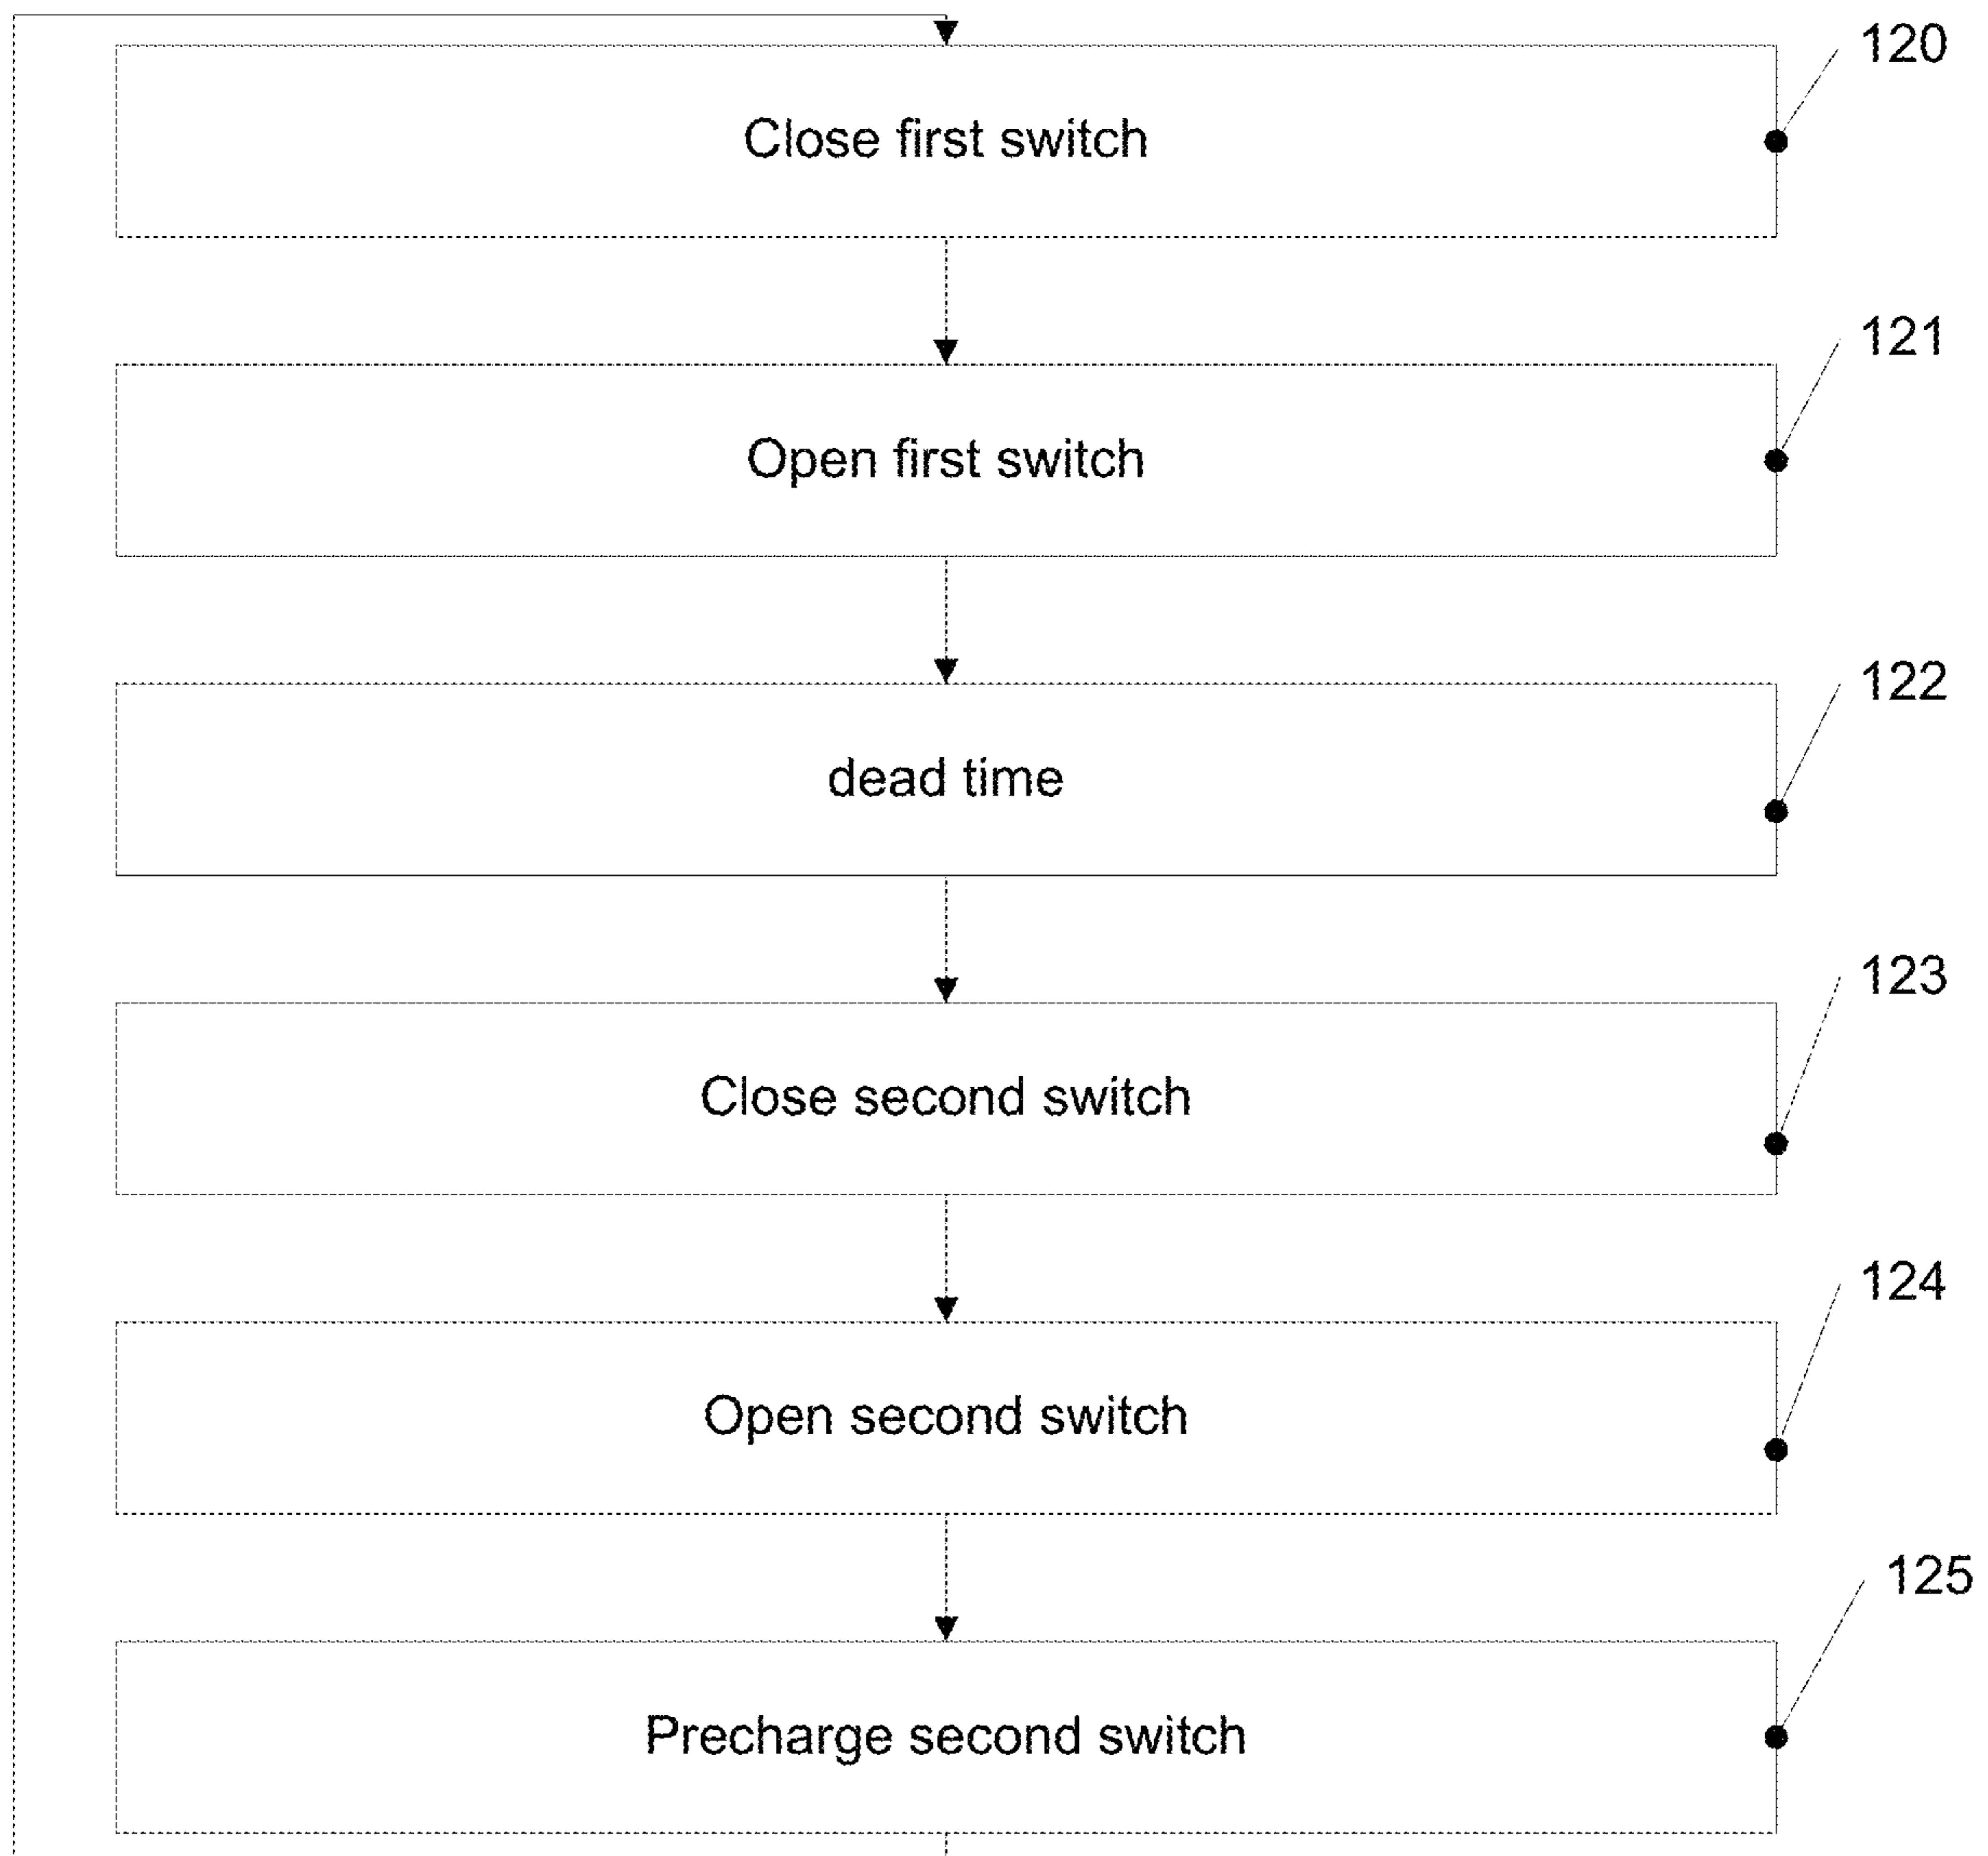 120
Close first switch
121
Open first switch
122
dead time
123
Close second switch
124
Open second switch
125
Precharge second switch